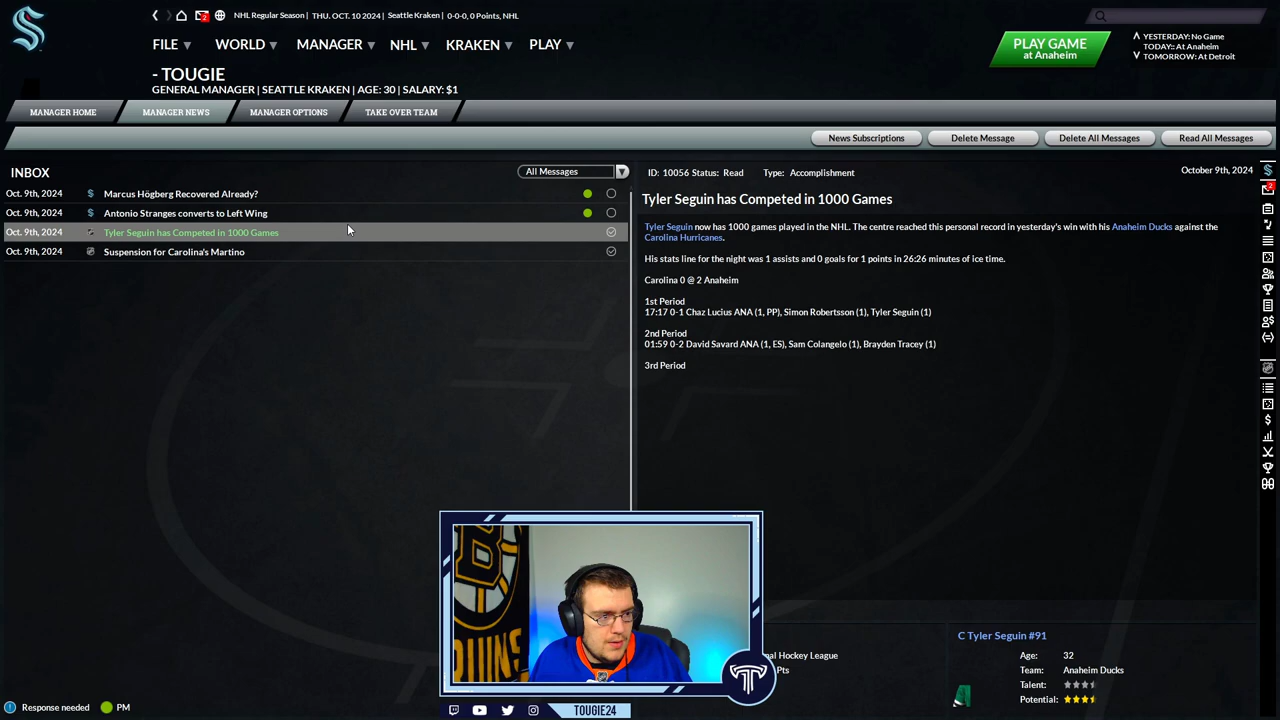 NHL Regular Season | THU. OCT. 10 2024 | Seattle Kraken | 0-0-0, 0 Points, NHL
2
FILE WORLD MANAGER NHL KRAKEN PLAY
PLAY GAME
at Anaheim
YESTERDAY: No Game
TODAY:: At Anaheim
TOMORROW: At Detroit
- TOUGIE
GENERAL MANAGER | SEATTLE KRAKEN | AGE: 30 | SALARY: $1
MANAGER HOME MANAGER NEWS MANAGER OPTIONS TAKE OVER TEAM
News Subscriptions Delete Message Delete All Messages Read All Messages
INBOX
All Messages
Oct. 9th, 2024 Marcus Högberg Recovered Already?
Oct. 9th, 2024 Antonio Stranges converts to Left Wing
Oct. 9th, 2024 Tyler Seguin has Competed in 1000 Games
Oct. 9th, 2024 Suspension for Carolina's Martino
ID: 10056 Status: Read Type: Accomplishment October 9th, 2024
Tyler Seguin has Competed in 1000 Games
Tyler Seguin now has 1000 games played in the NHL. The centre reached this personal record in yesterday's win with his Anaheim Ducks against the
Carolina Hurricanes.
His stats line for the night was 1 assists and 0 goals for 1 points in 26:26 minutes of ice time.
Carolina 0 @ 2 Anaheim
1st Period
17:17 0-1 Chaz Lucius ANA (1, PP), Simon Robertsson (1), Tyler Seguin (1)
2nd Period
01:59 0-2 David Savard ANA (1, ES), Sam Colangelo (1), Brayden Tracey (1)
3rd Period
nal Hockey League
Pts
C Tyler Seguin #91
Age: 32
Team: Anaheim Ducks
Talent:
Potential:
Response needed PM
TOUGIE24